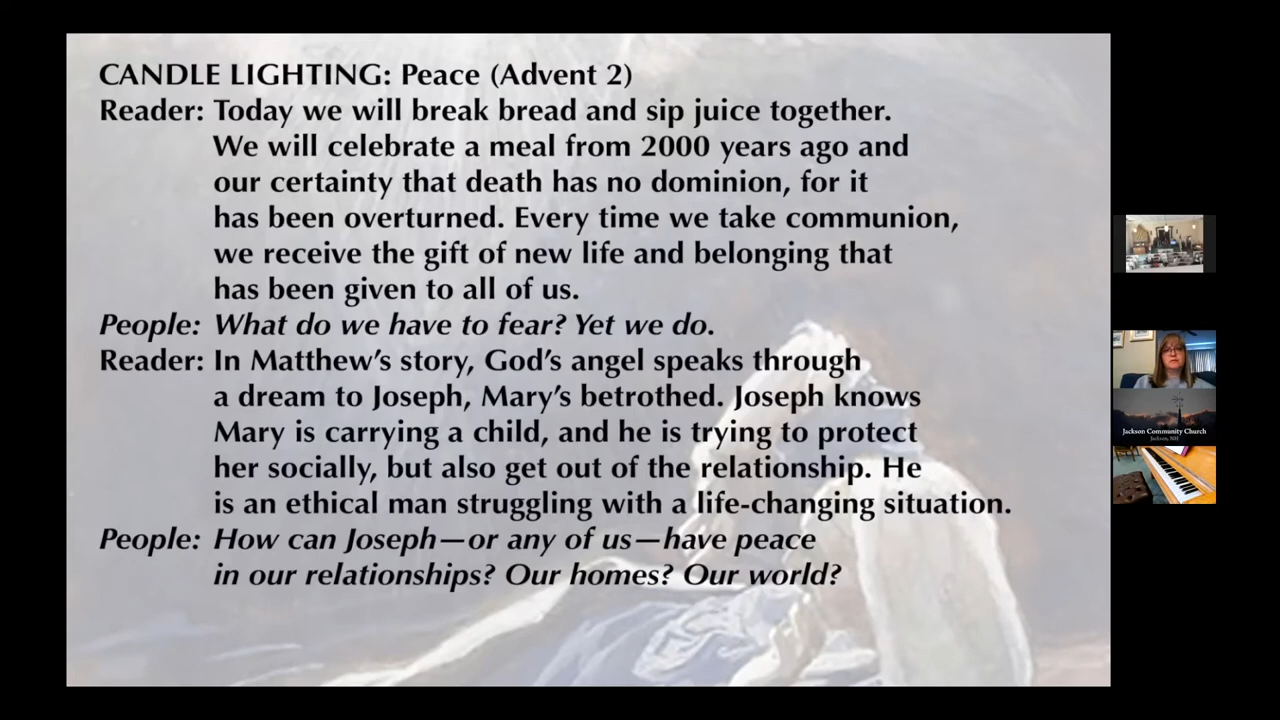 CANDLE LIGHTING: Peace (Advent 2)
Reader: Today we will break bread and sip juice together.
We will celebrate a meal from 2000 years ago and
our certainty that death has no dominion, for it
has been overturned. Every time we take communion,
we receive the gift of new life and belonging that
has been given to all of us.
People: What do we have to fear? Yet we do.
Reader: In Matthew’s story, God’s angel speaks through
a dream to Joseph, Mary’s betrothed. Joseph knows
Mary is carrying a child, and he is trying to protect
her socially, but also get out of the relationship. He
is an ethical man struggling with a life-changing situation.
People: How can Joseph—or any of us—have peace
in our relationships? Our homes? Our world?
Jackson Community Church
Jackson, NH